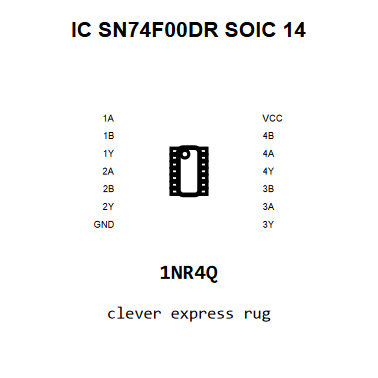 IC SN74F00DR SOIC 14
1A VCC
1B 4B
1Y 4A
2A 4Y
2B 3B
2Y 3A
GND 3Y
1NR4Q
clever express rug